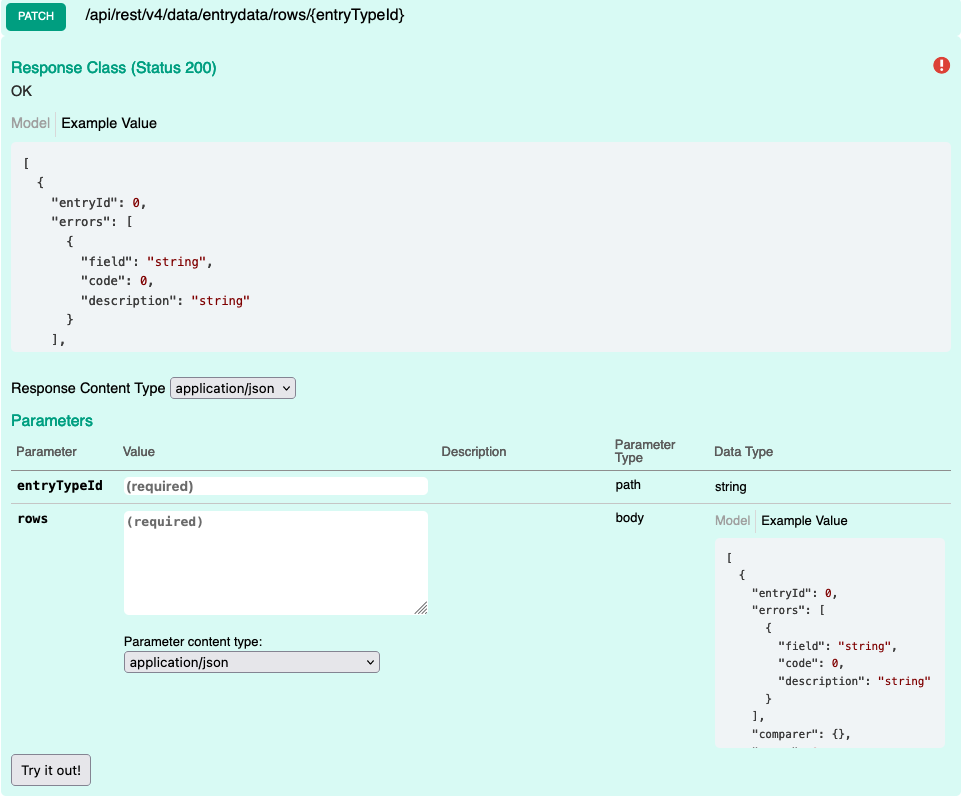 PATCH /api/rest/v4/data/entrydata/rows/{entryTypeId}
Response Class (Status 200)
OK
Model Example Value
[
{
"entryId": 0,
"errors": [
{
"field": "string",
"code": 0,
"description": "string"
}
],
Response Content Type application/json
Parameters
Parameter Value Description Parameter Type Data Type
entryTypeId (required) path string
rows (required) body Model Example Value
Parameter content type:
application/json
[
{
"entryId": 0,
"errors": [
{
"field": "string",
"code": 0,
"description": "string"
}
],
"comparer": {},
Try it out!